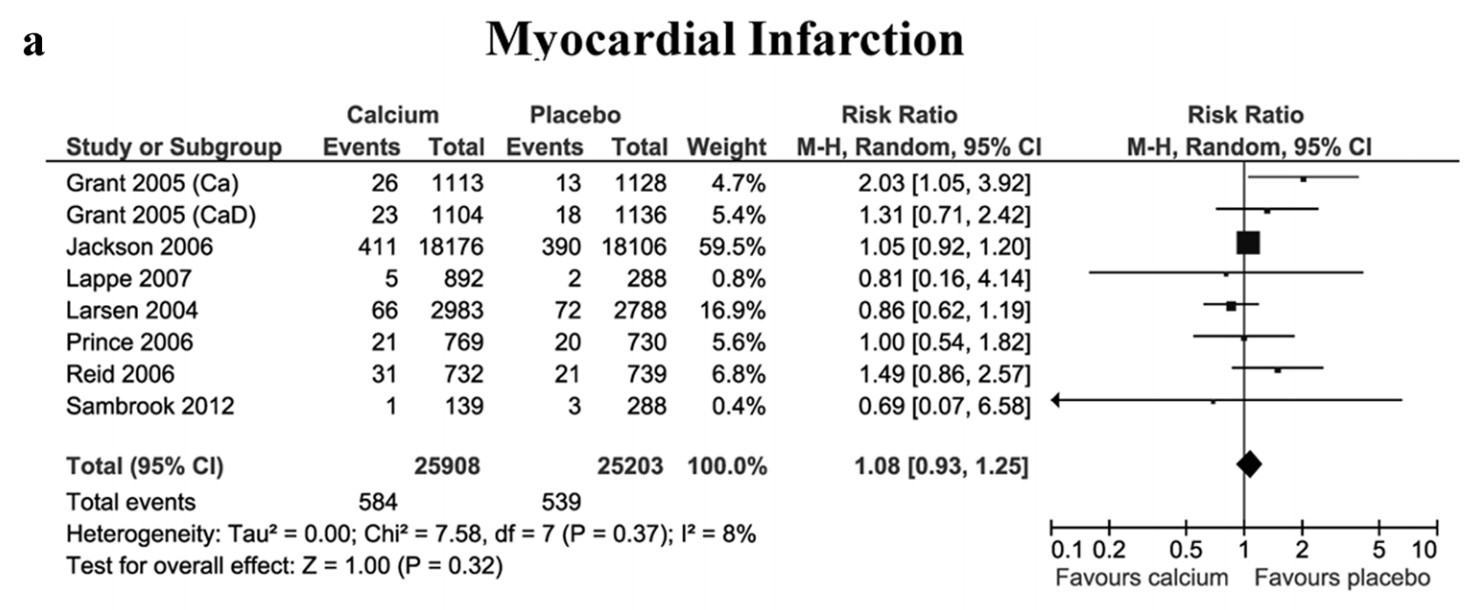 a
Myocardial Infarction
Calcium Placebo Risk Ratio Risk Ratio
Study or Subgroup Events Total Events Total Weight M-H, Random, 95% CI M-H, Random, 95% CI
Grant 2005 (Ca) 26 1113 13 1128 4.7% 2.03 [1.05, 3.92]
Grant 2005 (CaD) 23 1104 18 1136 5.4% 1.31 [0.71, 2.42]
Jackson 2006 411 18176 390 18106 59.5% 1.05 [0.92, 1.20]
Lappe 2007 5 892 2 288 0.8% 0.81 [0.16, 4.14]
Larsen 2004 66 2983 72 2788 16.9% 0.86 [0.62, 1.19]
Prince 2006 21 769 20 730 5.6% 1.00 [0.54, 1.82]
Reid 2006 31 732 21 739 6.8% 1.49 [0.86, 2.57]
Sambrook 2012 1 139 3 288 0.4% 0.69 [0.07, 6.58]
Total (95% CI) 25908 25203 100.0% 1.08 [0.93, 1.25]
Total events 584 539
Heterogeneity: Tau² = 0.00; Chi² = 7.58, df = 7 (P = 0.37); I² = 8%
Test for overall effect: Z = 1.00 (P = 0.32)
0.1 0.2 0.5 1 2 5 10
Favours calcium Favours placebo